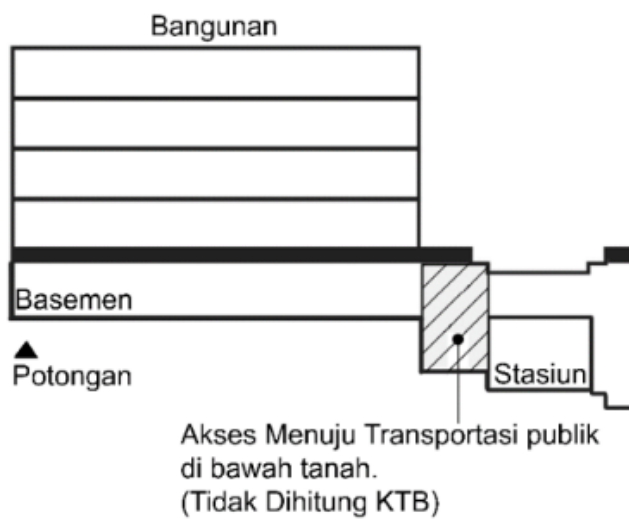 Bangunan
Basemen
Potongan
Stasiun
Akses Menuju Transportasi publik
di bawah tanah.
(Tidak Dihitung KTB)